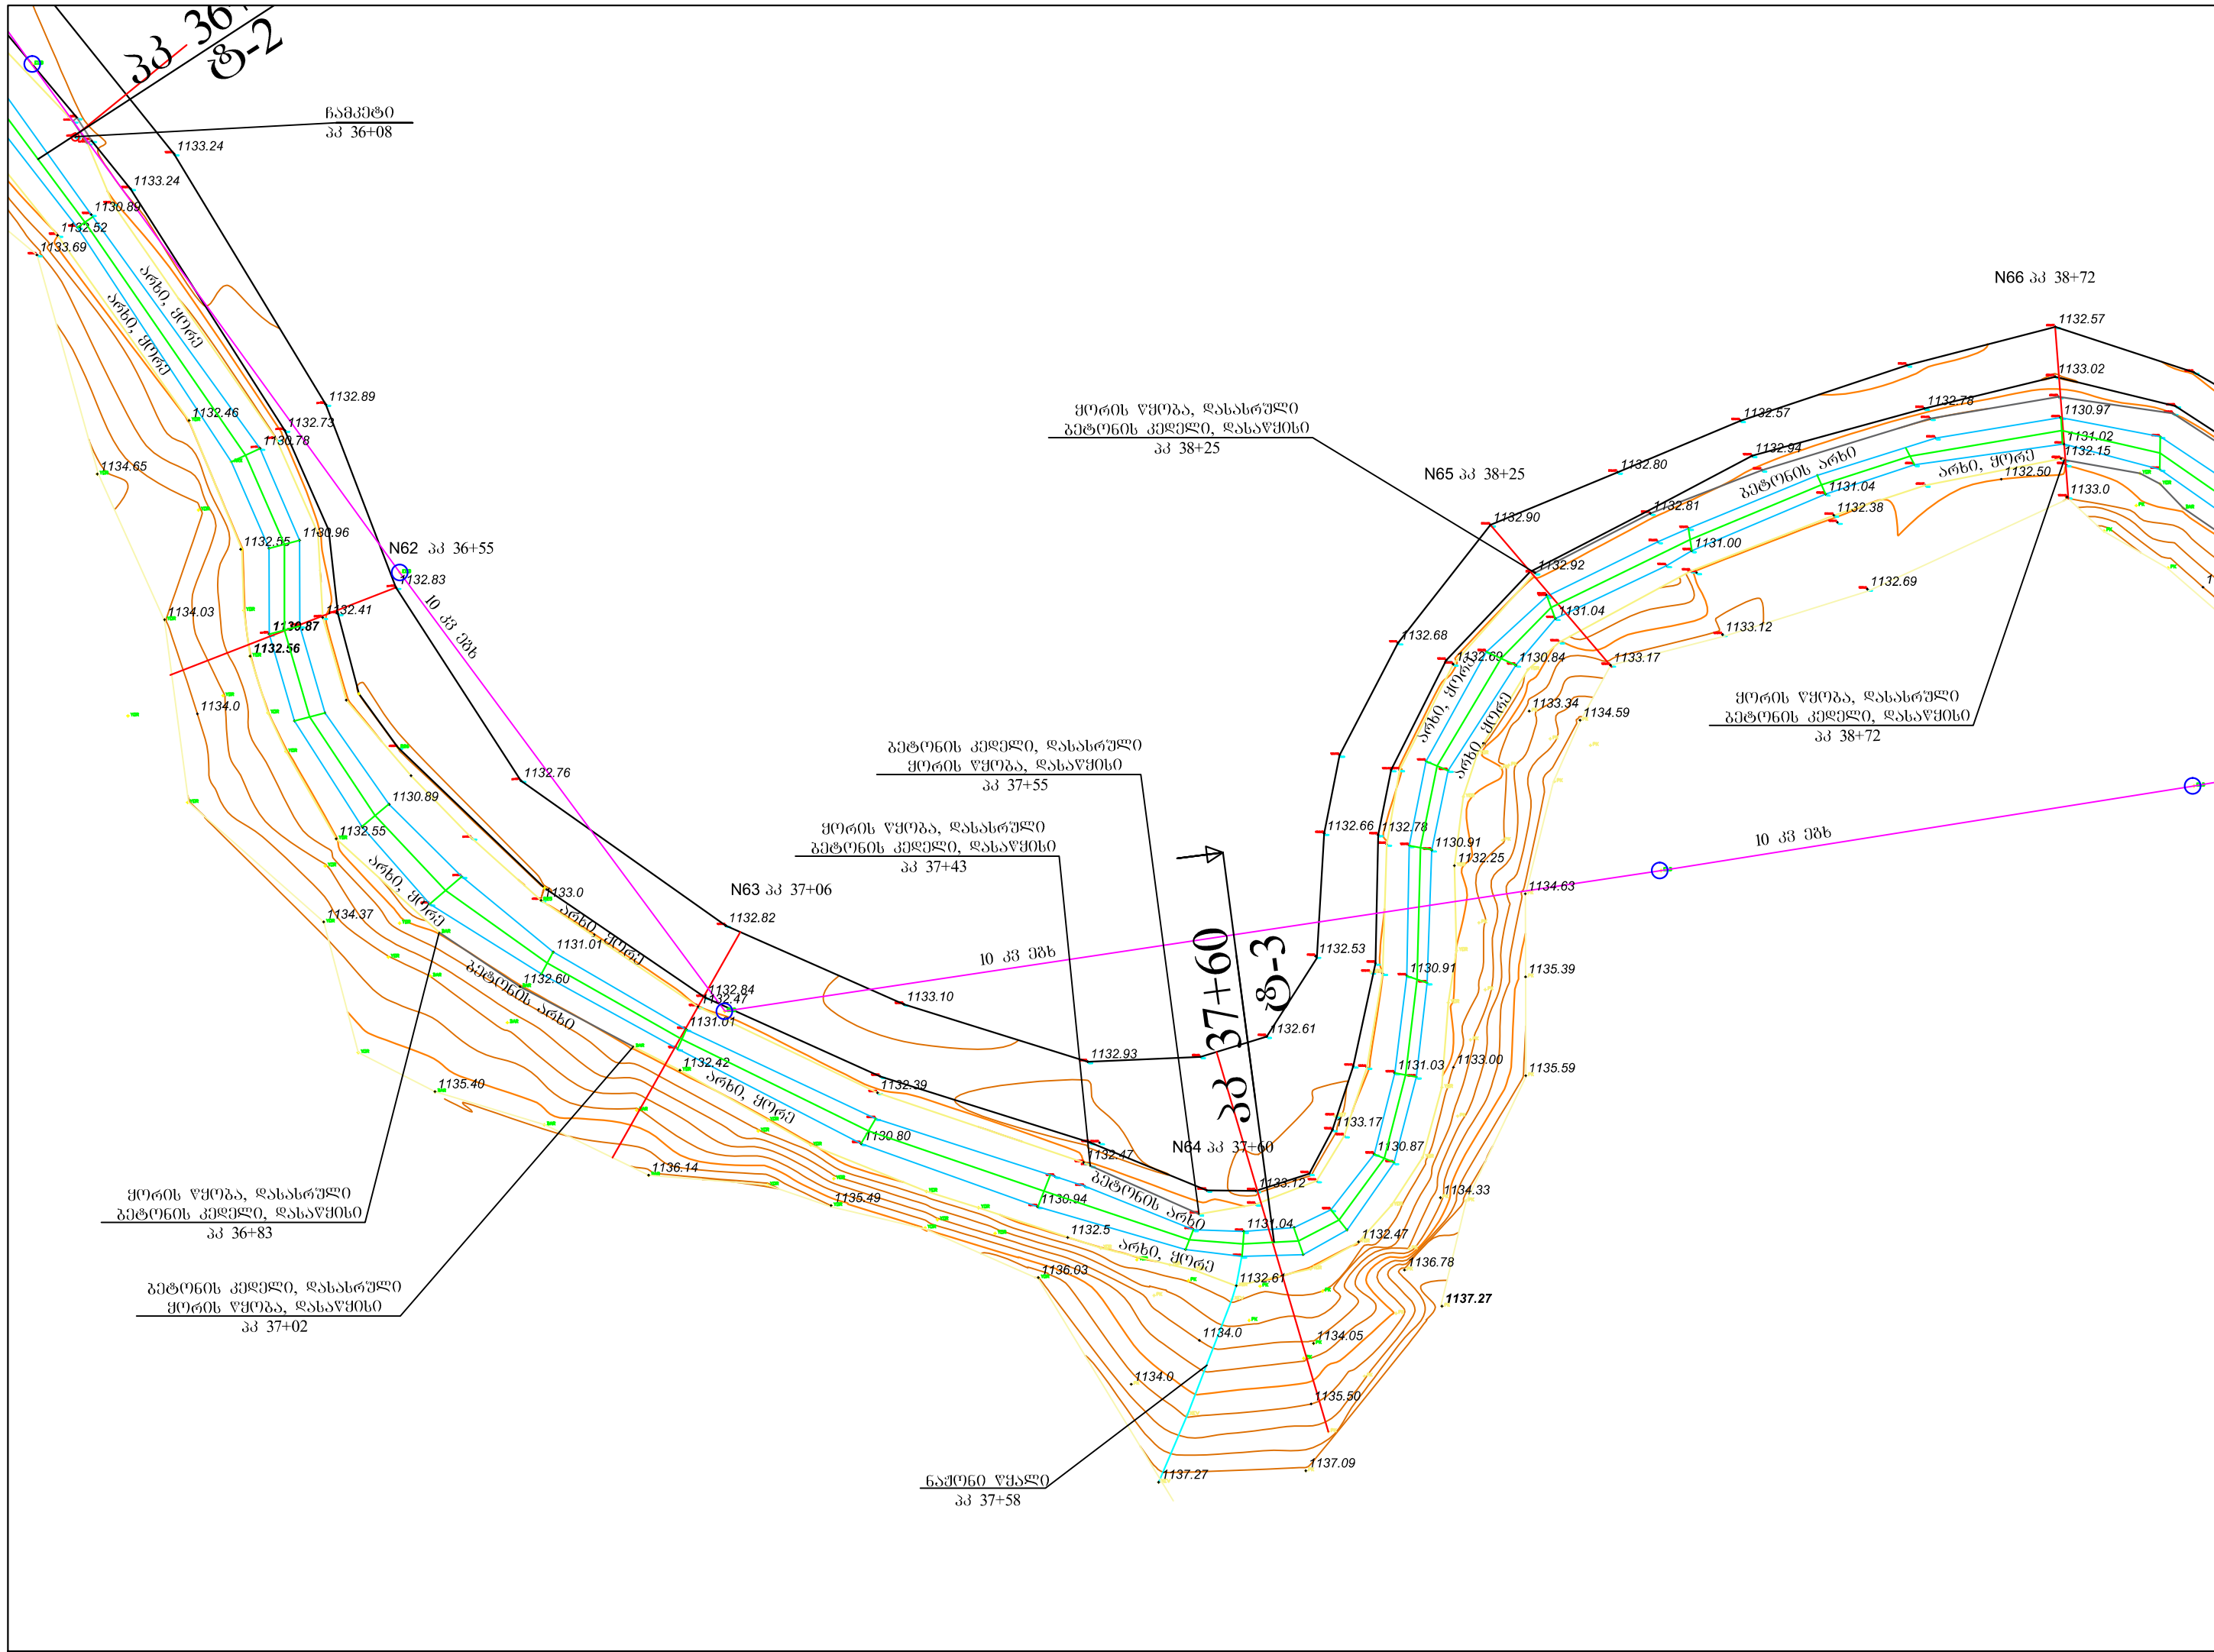 პკ 36+
ტ-2
ჩამკეტი
პკ 36+08
1133.24
1133.24
1130.89
1132.52
1133.69
არხი, ყორე
არხი, ყორე
1132.89
1132.73
1132.46
1130.78
1134.65
1132.55
1130.96
N62 პკ 36+55
1132.83
1132.41
1134.03
1130.87
1132.56
10 კვ ეგხ
1134.0
1132.76
1130.89
1132.55
1133.0
არხი, ყორე
არხი, ყორე
1134.37
N63 პკ 37+06
1132.82
1131.01
1132.60
ბეტონის არხი
1132.84
1132.47
1131.01
1132.42
არხი, ყორე
1135.40
1136.14
1135.49
1133.10
10 კვ ეგხ
1132.93
1132.39
1130.80
1132.47
ბეტონის არხი
1130.94
1132.5
არხი, ყორე
1136.03
ყორის წყობა, დასასრული
ბეტონის კედელი, დასაწყისი
პკ 36+83
ბეტონის კედელი, დასასრული
ყორის წყობა, დასაწყისი
პკ 37+02
ბეტონის კედელი, დასასრული
ყორის წყობა, დასაწყისი
პკ 37+55
ყორის წყობა, დასასრული
ბეტონის კედელი, დასაწყისი
პკ 37+43
პკ 37+60
ტ-3
N64 პკ 37+60
1132.61
1133.17
1133.12
1131.04
1130.87
1132.61
1132.47
1134.33
1136.78
1137.27
1134.0
1134.05
1134.0
1135.50
1137.09
1137.27
ნაჟონი წყალი
პკ 37+58
ყორის წყობა, დასასრული
ბეტონის კედელი, დასაწყისი
პკ 38+25
N65 პკ 38+25
1132.90
1132.80
1132.57
1132.94
1132.78
1132.81
1132.92
ბეტონის არხი
არხი, ყორე
1131.04
1131.00
1132.38
1132.50
1131.04
1132.68
1132.69
1130.84
არხი, ყორე
არხი, ყორე
1133.17
1133.12
1132.69
1133.34
1134.59
1132.66
1132.78
1130.91
1132.25
1134.63
1132.53
1130.91
1135.39
1131.03
1133.00
1135.59
10 კვ ეგხ
N66 პკ 38+72
1132.57
1133.02
1130.97
1131.02
1132.15
1133.0
ყორის წყობა, დასასრული
ბეტონის კედელი, დასაწყისი
პკ 38+72